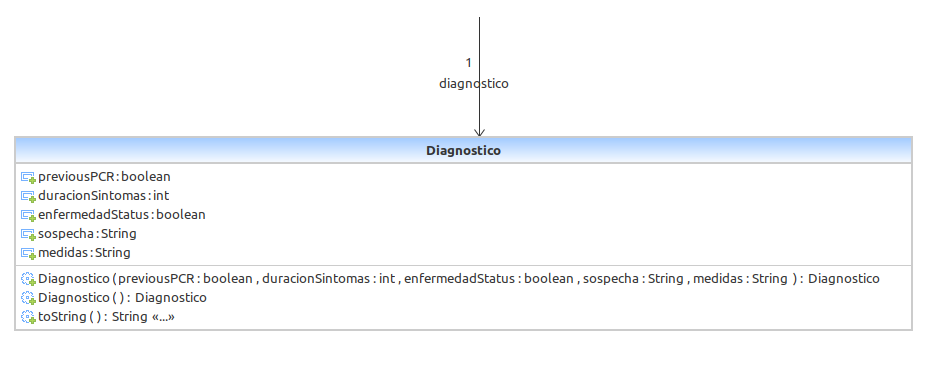 1
diagnostico
Diagnostico
previousPCR:boolean
duracionSintomas:int
enfermedadStatus:boolean
sospecha:String
medidas:String
Diagnostico(previousPCR:boolean,duracionSintomas:int,enfermedadStatus:boolean,sospecha:String,medidas:String ): Diagnostico
Diagnostico(): Diagnostico
toString(): String «...»